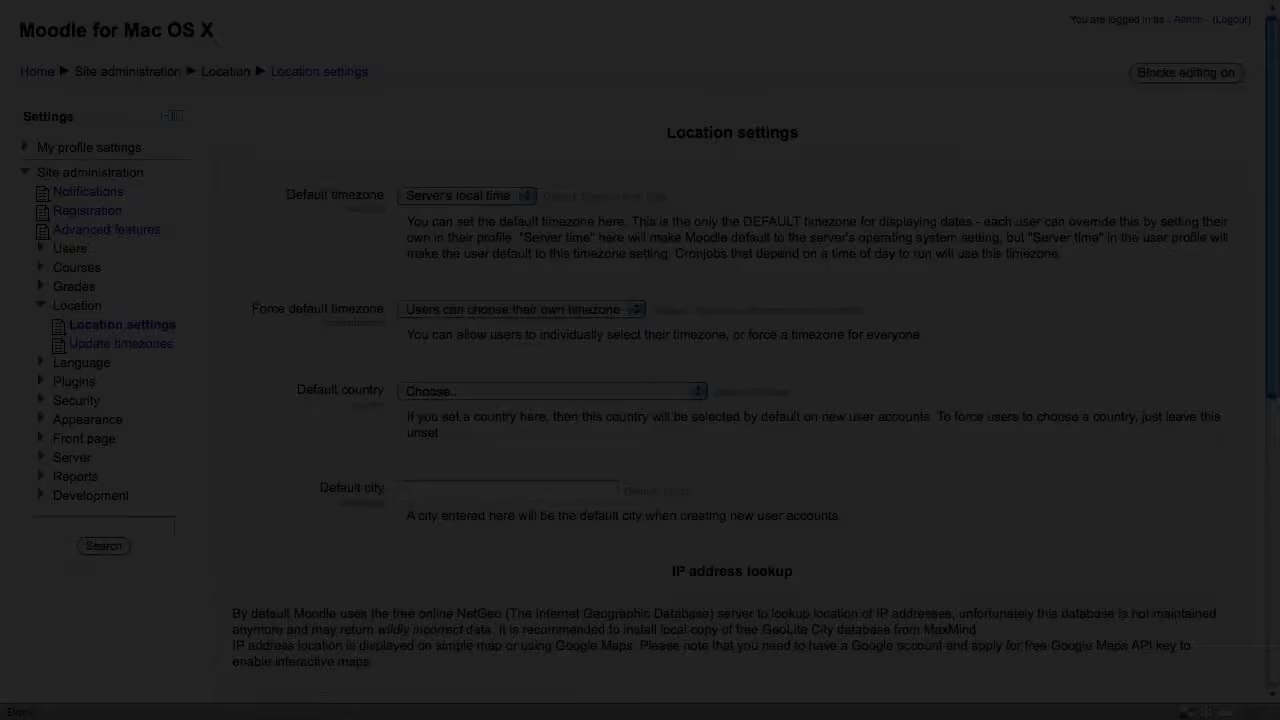 Moodle for Mac OS X
You are logged in as : Admin (Logout)
Home ► Site administration ► Location ► Location settings
Blocks editing on
Settings
My profile settings
Site administration
Notifications
Registration
Advanced features
Users
Courses
Grades
Location
Location settings
Update timezones
Language
Plugins
Security
Appearance
Front page
Server
Reports
Development
Search
Location settings
Default timezone
Server's local time
You can set the default timezone here. This is the only the DEFAULT timezone for displaying dates - each user can override this by setting their
own in their profile. "Server time" here will make Moodle default to the server's operating system setting, but "Server time" in the user profile will
make the user default to this timezone setting. Cronjobs that depend on a time of day to run will use this timezone.
Force default timezone
Users can choose their own timezone
You can allow users to individually select their timezone, or force a timezone for everyone.
Default country
Choose...
If you set a country here, then this country will be selected by default on new user accounts. To force users to choose a country, just leave this
unset.
Default city
A city entered here will be the default city when creating new user accounts.
IP address lookup
By default Moodle uses the free online NetGeo (The Internet Geographic Database) server to lookup location of IP addresses, unfortunately this database is not maintained
anymore and may return wildly incorrect data. It is recommended to install local copy of free GeoLite City database from MaxMind.
IP address location is displayed on simple map or using Google Maps. Please note that you need to have a Google account and apply for free Google Maps API key to
enable interactive maps.
Done